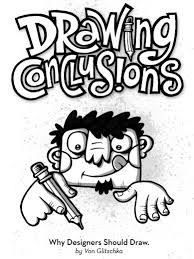 Drawing
Conclusions
Why Designers Should Draw.
by Von Glitschka